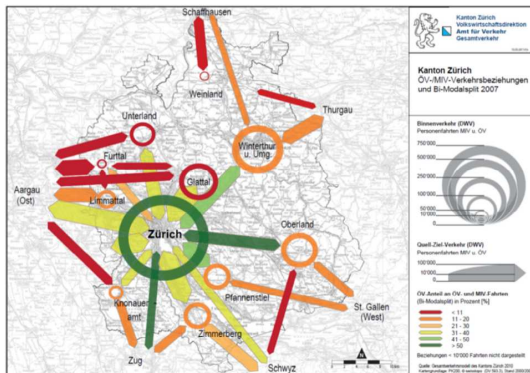 Schaffhausen
Weinland
Thurgau
Unterland
Winterthur
u. Umg.
Furttal
Glattal
Aargau
(Ost)
Limmattal
Oberland
Zürich
Pfannenstiel
St. Gallen
(West)
Knonauer-
amt
Zimmerberg
Zug
Schwyz
N
Kanton Zürich
Volkswirtschaftsdirektion
Amt für Verkehr
Gesamtverkehr
Kanton Zürich
ÖV-/MIV-Verkehrsbeziehungen
und Bi-Modalsplit 2007
Binnenverkehr (DWV)
Personenfahrten MIV u. ÖV
750'000
500'000
350'000
200'000
100'000
50'000
10'000
Quell-Ziel-Verkehr (DWV)
Personenfahrten MIV u. ÖV
100'000
10'000
ÖV-Anteil an ÖV- und MIV-Fahrten
(Bi-Modalsplit) in Prozent [%]
< 11
11 - 20
21 - 30
31 - 40
41 - 50
> 50
Beziehungen < 10'000 Fahrten nicht dargestellt